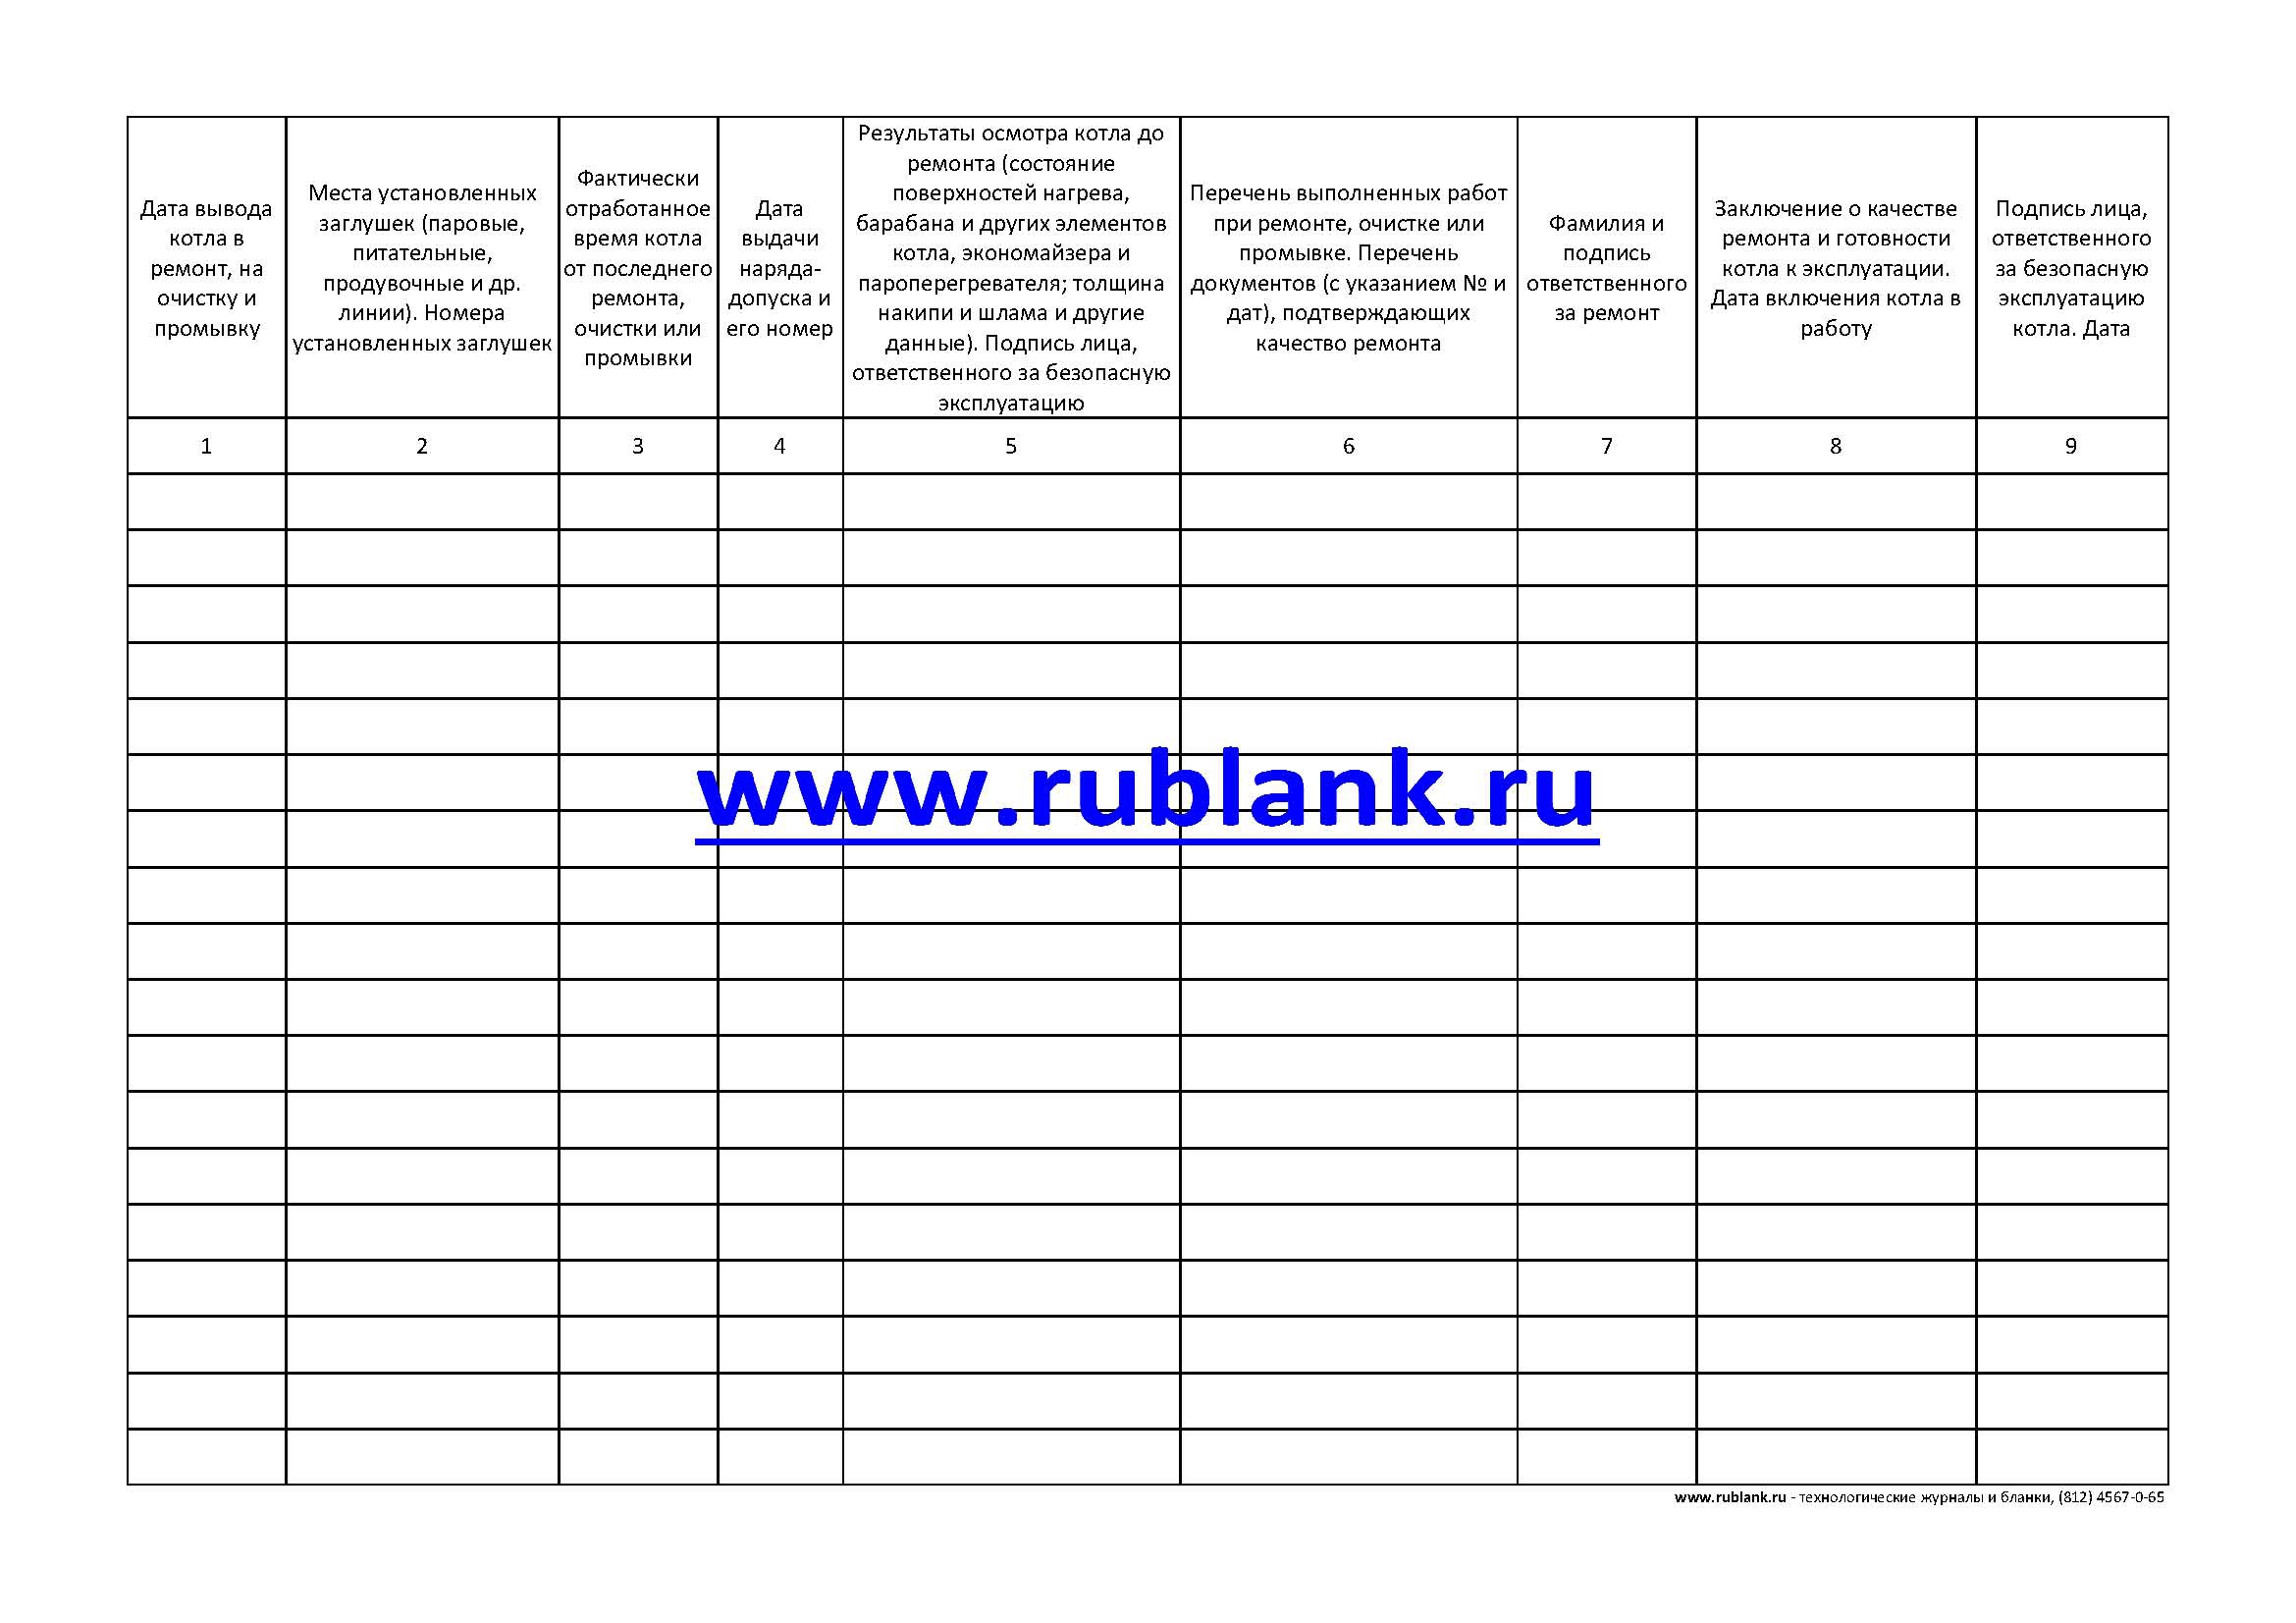 Дата вывода
котла в
ремонт, на
очистку и
промывку
Места установленных
заглушек (паровые,
питательные,
продувочные и др.
линии). Номера
установленных заглушек
Фактически
отработанное
время котла
от последнего
ремонта,
очистки или
промывки
Дата
выдачи
наряда-
допуска и
его номер
Результаты осмотра котла до
ремонта (состояние
поверхностей нагрева,
барабана и других элементов
котла, экономайзера и
пароперегревателя; толщина
накипи и шлама и другие
данные). Подпись лица,
ответственного за безопасную
эксплуатацию
Перечень выполненных работ
при ремонте, очистке или
промывке. Перечень
документов (с указанием № и
дат), подтверждающих
качество ремонта
Фамилия и
подпись
ответственного
за ремонт
Заключение о качестве
ремонта и готовности
котла к эксплуатации.
Дата включения котла в
работу
Подпись лица,
ответственного
за безопасную
эксплуатацию
котла. Дата
1 2 3 4 5 6 7 8 9
www.rublank.ru
www.rublank.ru - технологические журналы и бланки, (812) 4567-0-65